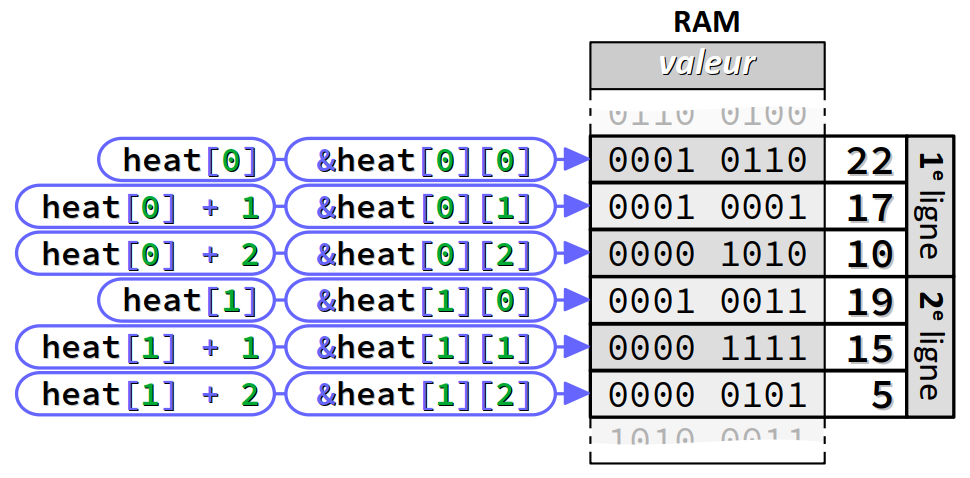 RAM
valeur
0110 0100
heat[0] &heat[0][0] 0001 0110 22
heat[0] + 1 &heat[0][1] 0001 0001 17
heat[0] + 2 &heat[0][2] 0000 1010 10
1e ligne
heat[1] &heat[1][0] 0001 0011 19
heat[1] + 1 &heat[1][1] 0000 1111 15
heat[1] + 2 &heat[1][2] 0000 0101 5
2e ligne
1010 0011